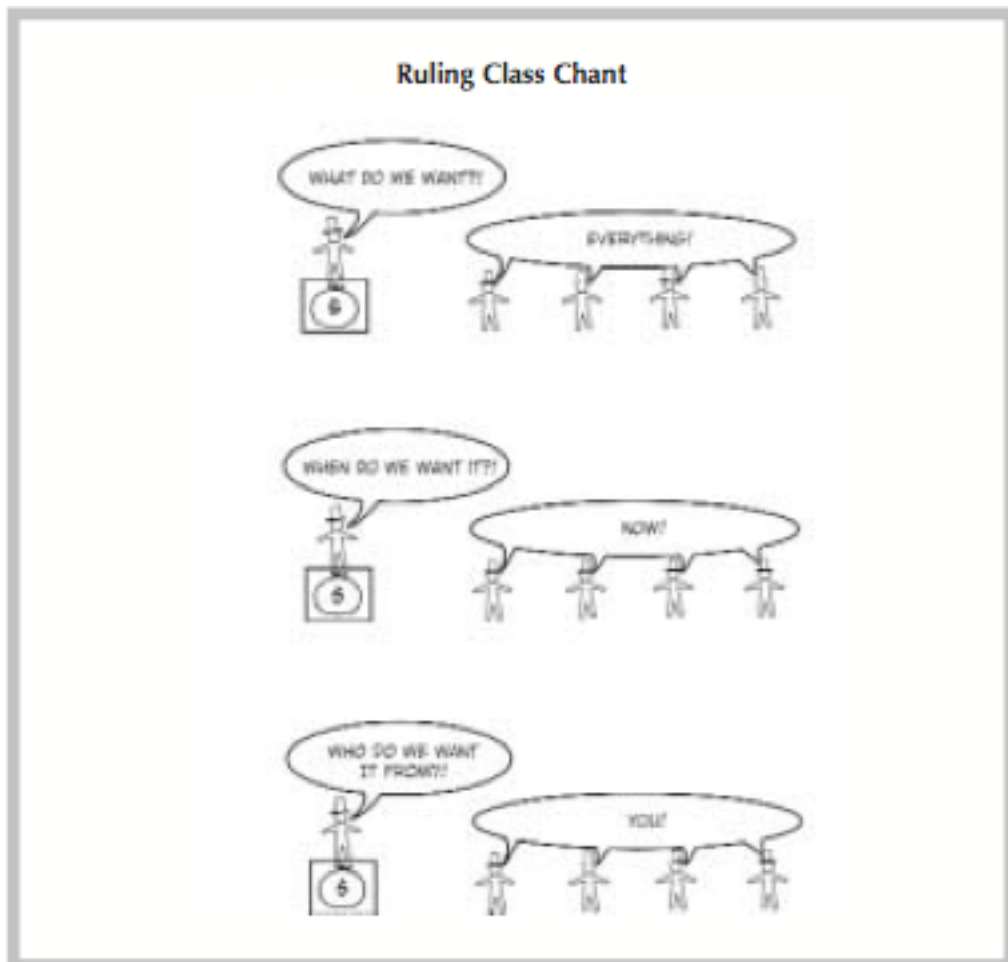 Ruling Class Chant
WHAT DO WE WANT?!
EVERYTHING!
$
WHEN DO WE WANT IT?!
NOW!
$
WHO DO WE WANT
IT FROM?!
YOU!
$